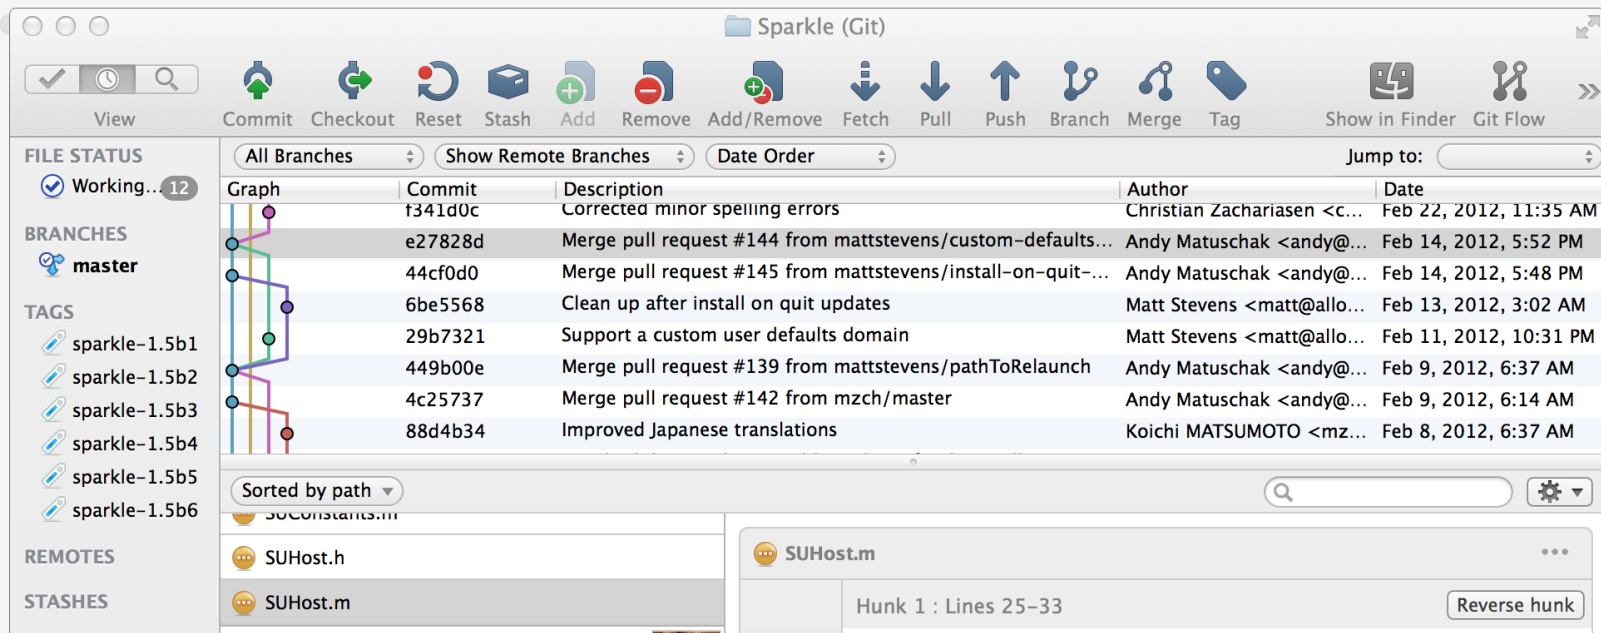 Sparkle (Git)
View
Commit
Checkout
Reset
Stash
Add
Remove
Add/Remove
Fetch
Pull
Push
Branch
Merge
Tag
Show in Finder
Git Flow
FILE STATUS
Working... 12
BRANCHES
master
TAGS
sparkle-1.5b1
sparkle-1.5b2
sparkle-1.5b3
sparkle-1.5b4
sparkle-1.5b5
sparkle-1.5b6
REMOTES
STASHES
All Branches Show Remote Branches Date Order Jump to:
Graph Commit Description Author Date
f341d0c Corrected minor spelling errors Christian Zachariasen <c... Feb 22, 2012, 11:35 AM
e27828d Merge pull request #144 from mattstevens/custom-defaults... Andy Matuschak <andy@... Feb 14, 2012, 5:52 PM
44cf0d0 Merge pull request #145 from mattstevens/install-on-quit-... Andy Matuschak <andy@... Feb 14, 2012, 5:48 PM
6be5568 Clean up after install on quit updates Matt Stevens <matt@allo... Feb 13, 2012, 3:02 AM
29b7321 Support a custom user defaults domain Matt Stevens <matt@allo... Feb 11, 2012, 10:31 PM
449b00e Merge pull request #139 from mattstevens/pathToRelaunch Andy Matuschak <andy@... Feb 9, 2012, 6:37 AM
4c25737 Merge pull request #142 from mzch/master Andy Matuschak <andy@... Feb 9, 2012, 6:14 AM
88d4b34 Improved Japanese translations Koichi MATSUMOTO <mz... Feb 8, 2012, 6:37 AM
Sorted by path
SUConstants.m
SUHost.h
SUHost.m
SUHost.m
Hunk 1 : Lines 25-33 Reverse hunk